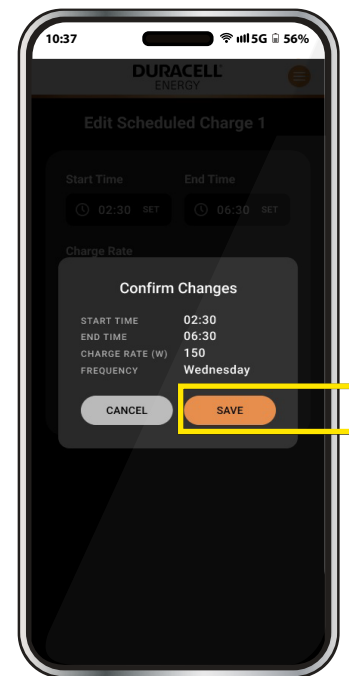 10:37 5G 56%
DURACELL
ENERGY
Edit Scheduled Charge 1
Start Time End Time
02:30 SET 06:30 SET
Charge Rate
Confirm Changes
START TIME 02:30
END TIME 06:30
CHARGE RATE (W) 150
FREQUENCY Wednesday
CANCEL SAVE